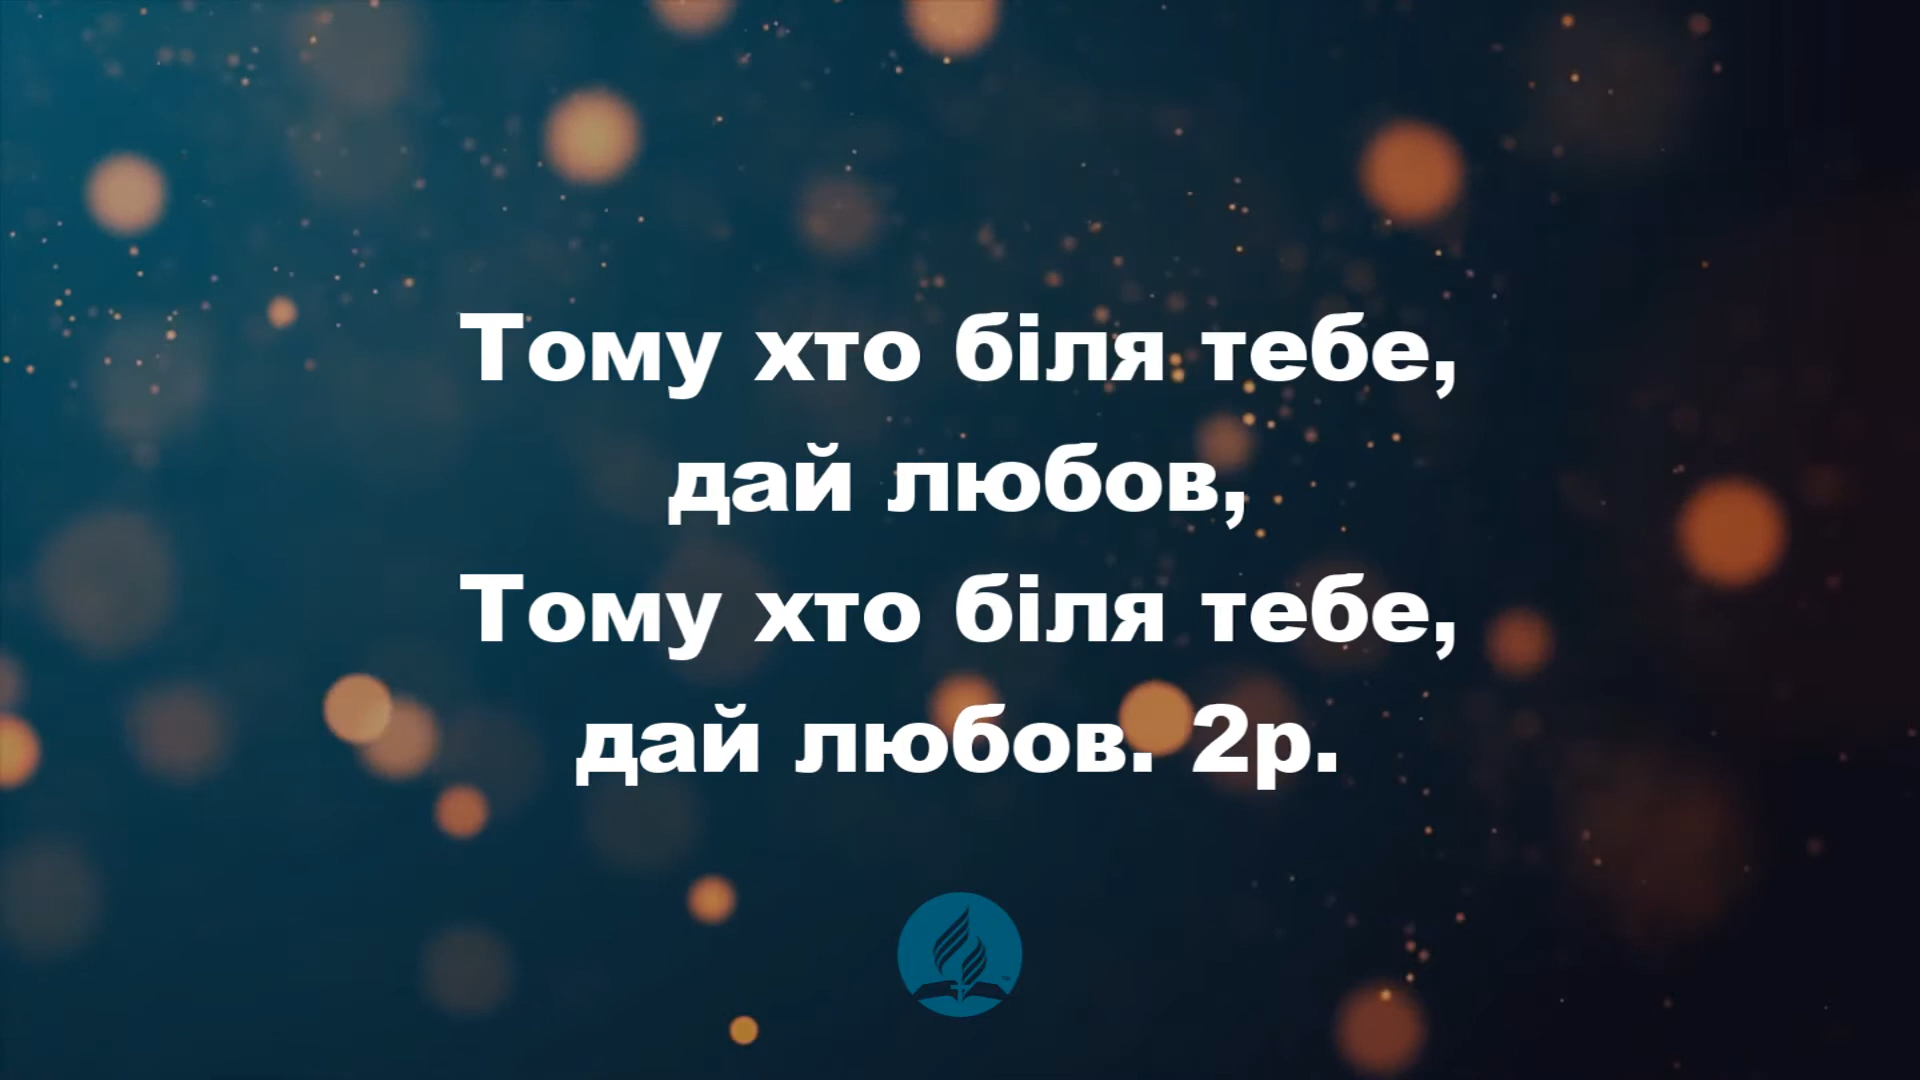 Тому хто біля тебе,
дай любов,
Тому хто біля тебе,
дай любов. 2р.